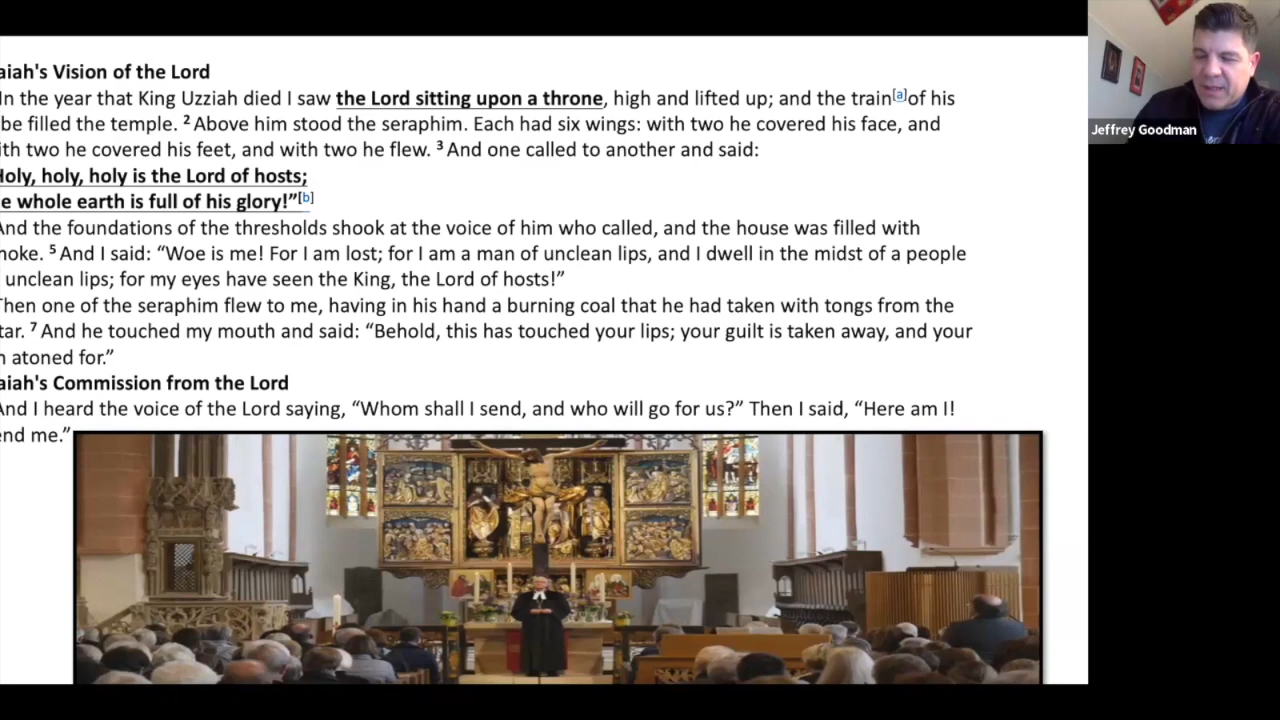 aiah's Vision of the Lord
In the year that King Uzziah died I saw the Lord sitting upon a throne, high and lifted up; and the train[a]of his
be filled the temple. 2 Above him stood the seraphim. Each had six wings: with two he covered his face, and
ith two he covered his feet, and with two he flew. 3 And one called to another and said:
Holy, holy, holy is the Lord of hosts;
e whole earth is full of his glory!”[b]
And the foundations of the thresholds shook at the voice of him who called, and the house was filled with
moke. 5 And I said: “Woe is me! For I am lost; for I am a man of unclean lips, and I dwell in the midst of a people
unclean lips; for my eyes have seen the King, the Lord of hosts!”
Then one of the seraphim flew to me, having in his hand a burning coal that he had taken with tongs from the
tar. 7 And he touched my mouth and said: “Behold, this has touched your lips; your guilt is taken away, and your
n atoned for.”
aiah's Commission from the Lord
And I heard the voice of the Lord saying, “Whom shall I send, and who will go for us?” Then I said, “Here am I!
end me.”
Jeffrey Goodman